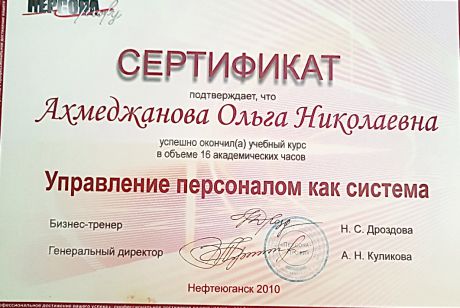 ПЕРСОНА
СЕРТИФИКАТ
подтверждает, что
Ахмеджанова Ольга Николаевна
успешно окончил(а) учебный курс
в объеме 16 академических часов
Управление персоналом как система
Бизнес-тренер
Н. С. Дроздова
Генеральный директор
А. Н. Куликова
Нефтеюганск 2010